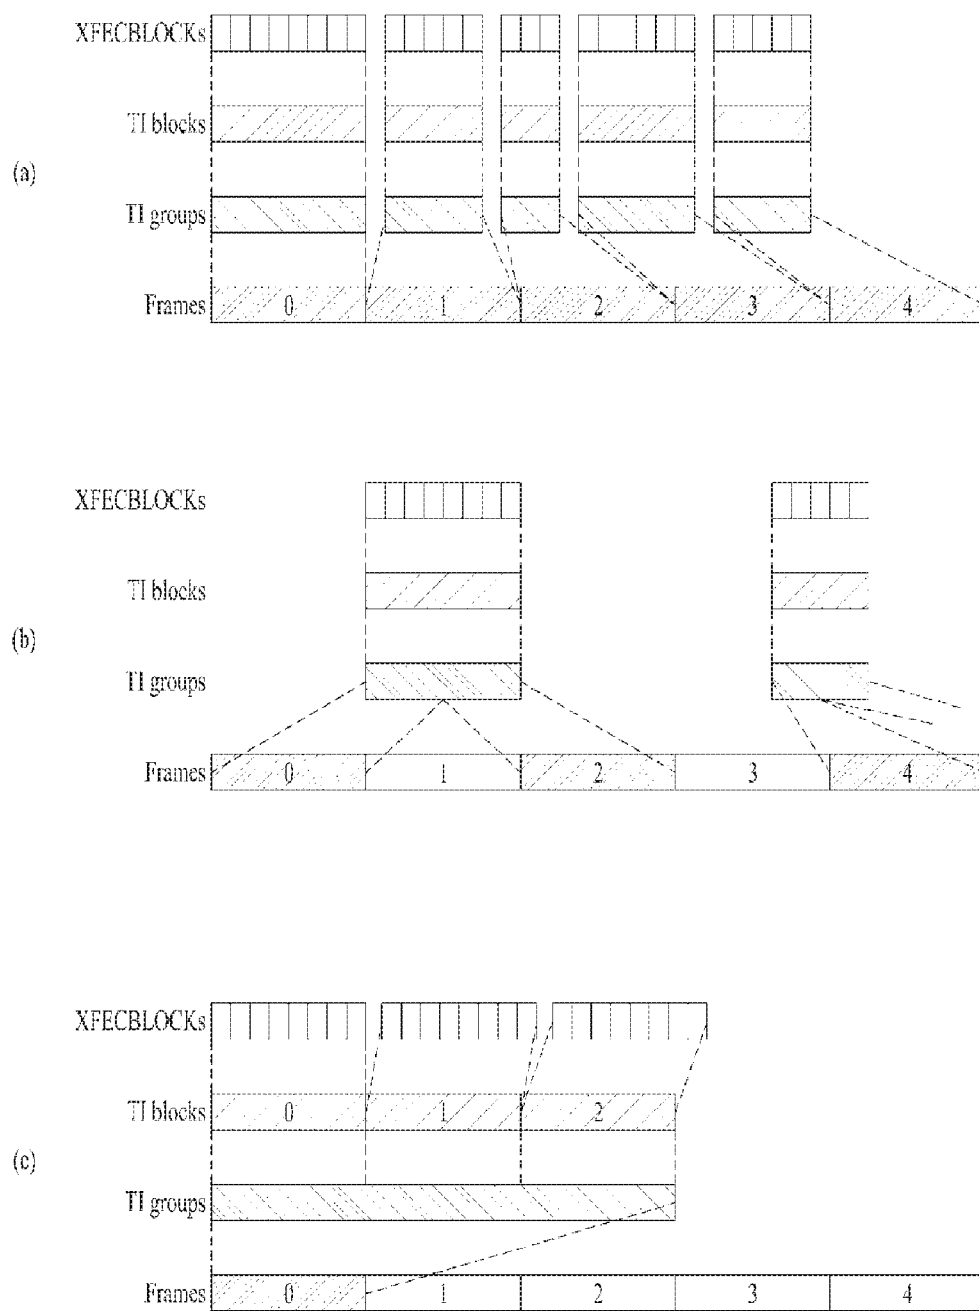 XFECBLOCKs
TI blocks
(a)
TI groups
Frames 0 1 2 3 4
XFECBLOCKs
TI blocks
(b)
TI groups
Frames 0 1 2 3 4
XFECBLOCKs
TI blocks 0 1 2
(c)
TI groups
Frames 0 1 2 3 4